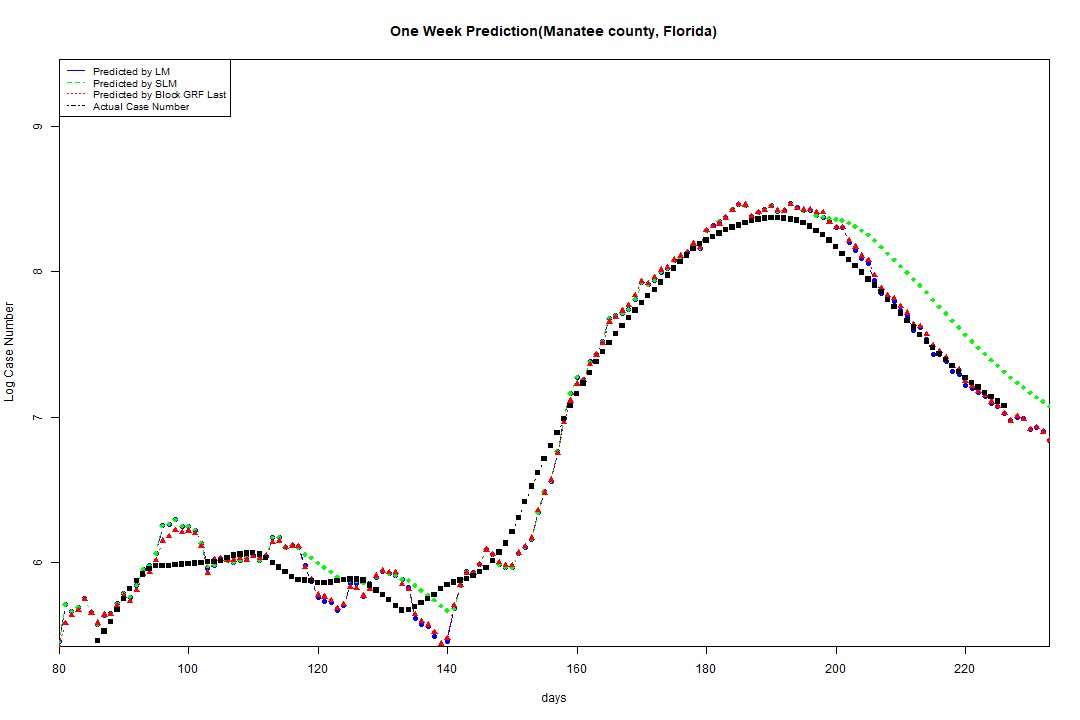 One Week Prediction(Manatee county, Florida)
Predicted by LM
Predicted by SLM
Predicted by Block GRF Last
Actual Case Number
9
8
7
6
Log Case Number
80 100 120 140 160 180 200 220
days